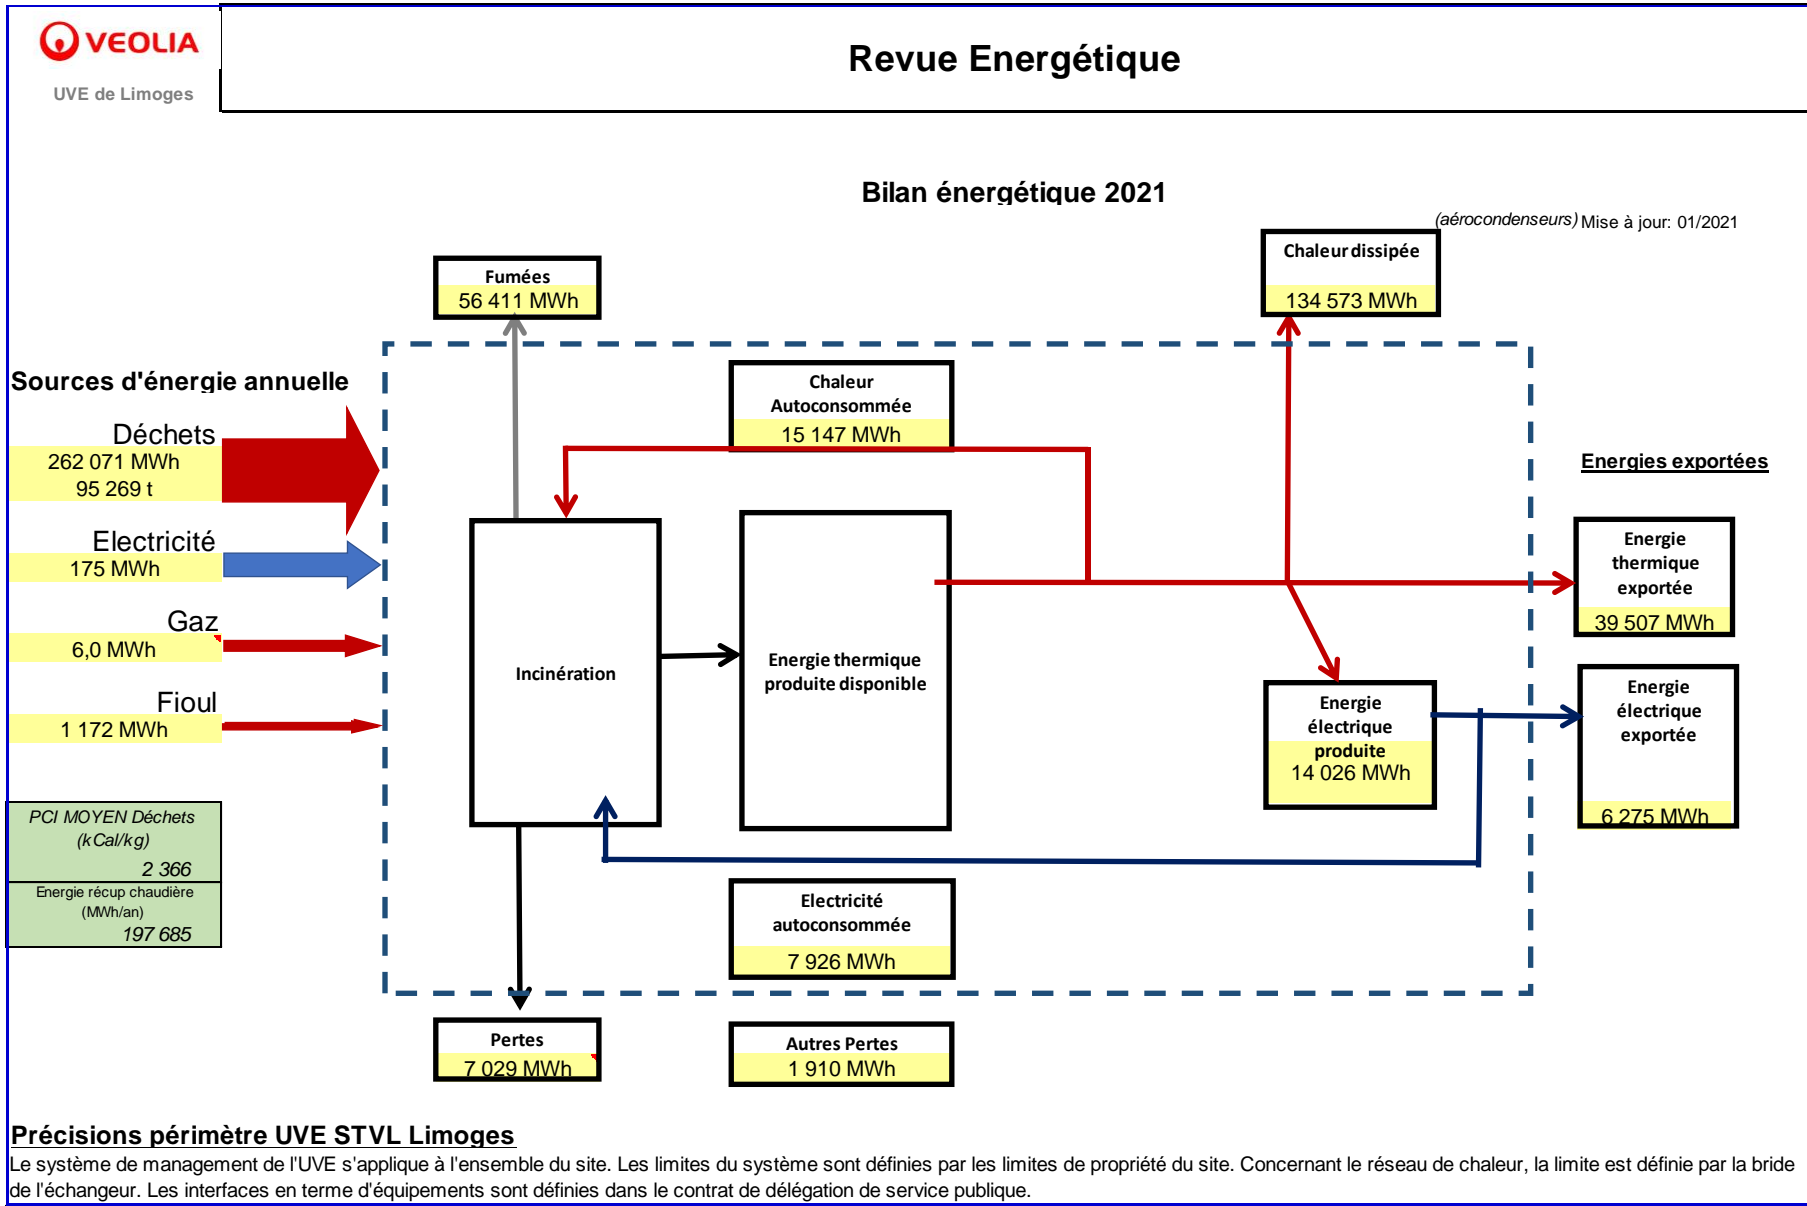 VEOLIA
UVE de Limoges
Revue Energétique
Bilan énergétique 2021
(aérocondenseurs) Mise à jour: 01/2021
Fumées
56 411 MWh
Chaleur dissipée
134 573 MWh
Sources d'énergie annuelle
Déchets
262 071 MWh
95 269 t
Electricité
175 MWh
Gaz
6,0 MWh
Fioul
1 172 MWh
PCI MOYEN Déchets
(kCal/kg)
2 366
Energie récup chaudière
(MWh/an)
197 685
Chaleur
Autoconsommée
15 147 MWh
Incinération
Energie thermique
produite disponible
Energies exportées
Energie
thermique
exportée
39 507 MWh
Energie
électrique
produite
14 026 MWh
Energie
électrique
exportée
6 275 MWh
Electricité
autoconsommée
7 926 MWh
Pertes
7 029 MWh
Autres Pertes
1 910 MWh
Précisions périmètre UVE STVL Limoges
Le système de management de l'UVE s'applique à l'ensemble du site. Les limites du système sont définies par les limites de propriété du site. Concernant le réseau de chaleur, la limite est définie par la bride
de l'échangeur. Les interfaces en terme d'équipements sont définies dans le contrat de délégation de service publique.